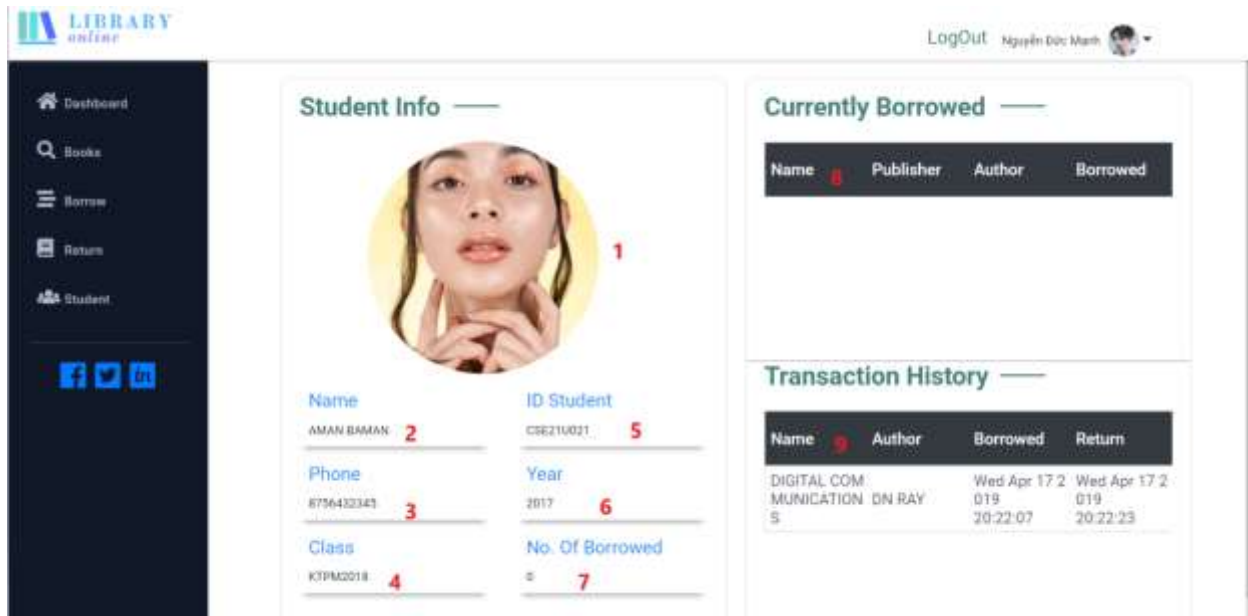 LIBRARY
online
LogOut Nguyễn Đức Mạnh
Dashboard
Books
Borrow
Return
Student
Student Info
1
Name
AMAN BAMAN 2
ID Student
CSE21U021 5
Phone
8756432345 3
Year
2017 6
Class
KTPM2018 4
No. Of Borrowed
0 7
Currently Borrowed
Name 8 Publisher Author Borrowed
Transaction History
Name 9 Author Borrowed Return
DIGITAL COM Wed Apr 17 2 Wed Apr 17 2
MUNICATION DN RAY 019 019
S 20:22:07 20:22:23